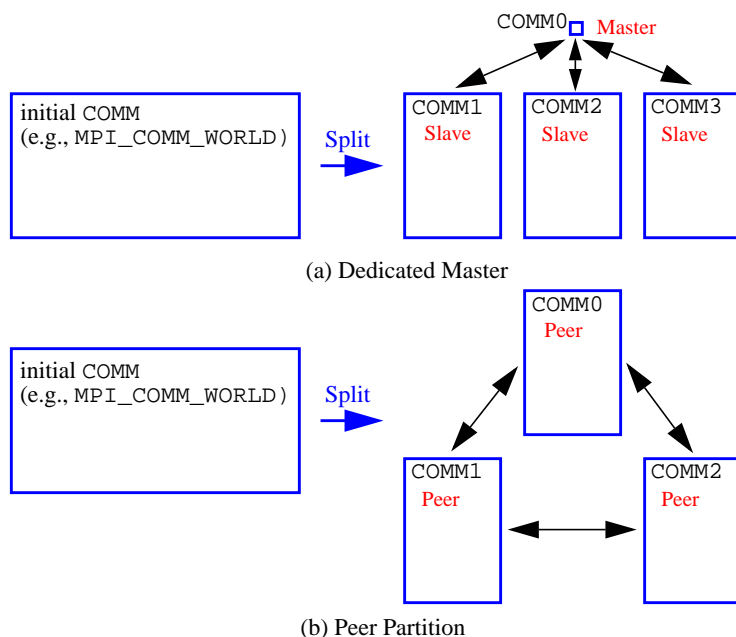 COMM0 Master
initial COMM
(e.g., MPI_COMM_WORLD)
Split
COMM1
Slave
COMM2
Slave
COMM3
Slave
(a) Dedicated Master
initial COMM
(e.g., MPI_COMM_WORLD)
Split
COMM0
Peer
COMM1
Peer
COMM2
Peer
(b) Peer Partition